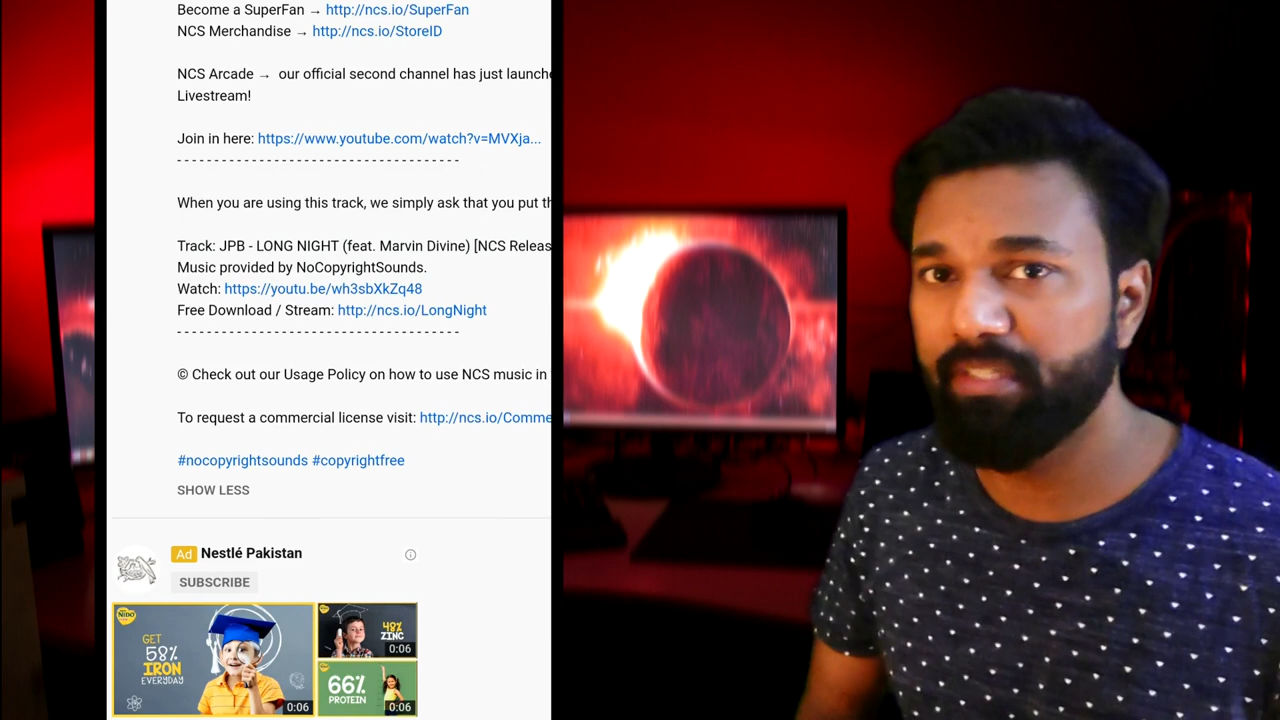 Become a SuperFan → http://ncs.io/SuperFan
NCS Merchandise → http://ncs.io/StoreID
NCS Arcade → our official second channel has just launche
Livestream!
Join in here: https://www.youtube.com/watch?v=MVXja...
- - - - - - - - - - - - - - - - - - - - - - - - - - - - - - - - - - - - - -
When you are using this track, we simply ask that you put th
Track: JPB - LONG NIGHT (feat. Marvin Divine) [NCS Releas
Music provided by NoCopyrightSounds.
Watch: https://youtu.be/wh3sbXkZq48
Free Download / Stream: http://ncs.io/LongNight
- - - - - - - - - - - - - - - - - - - - - - - - - - - - - - - - - - - - - -
© Check out our Usage Policy on how to use NCS music in
To request a commercial license visit: http://ncs.io/Comme
#nocopyrightsounds #copyrightfree
SHOW LESS
Ad Nestlé Pakistan
SUBSCRIBE
NIDO
GET
58%
IRON
EVERYDAY
0:06
48%
ZINC
0:06
66%
PROTEIN
0:06